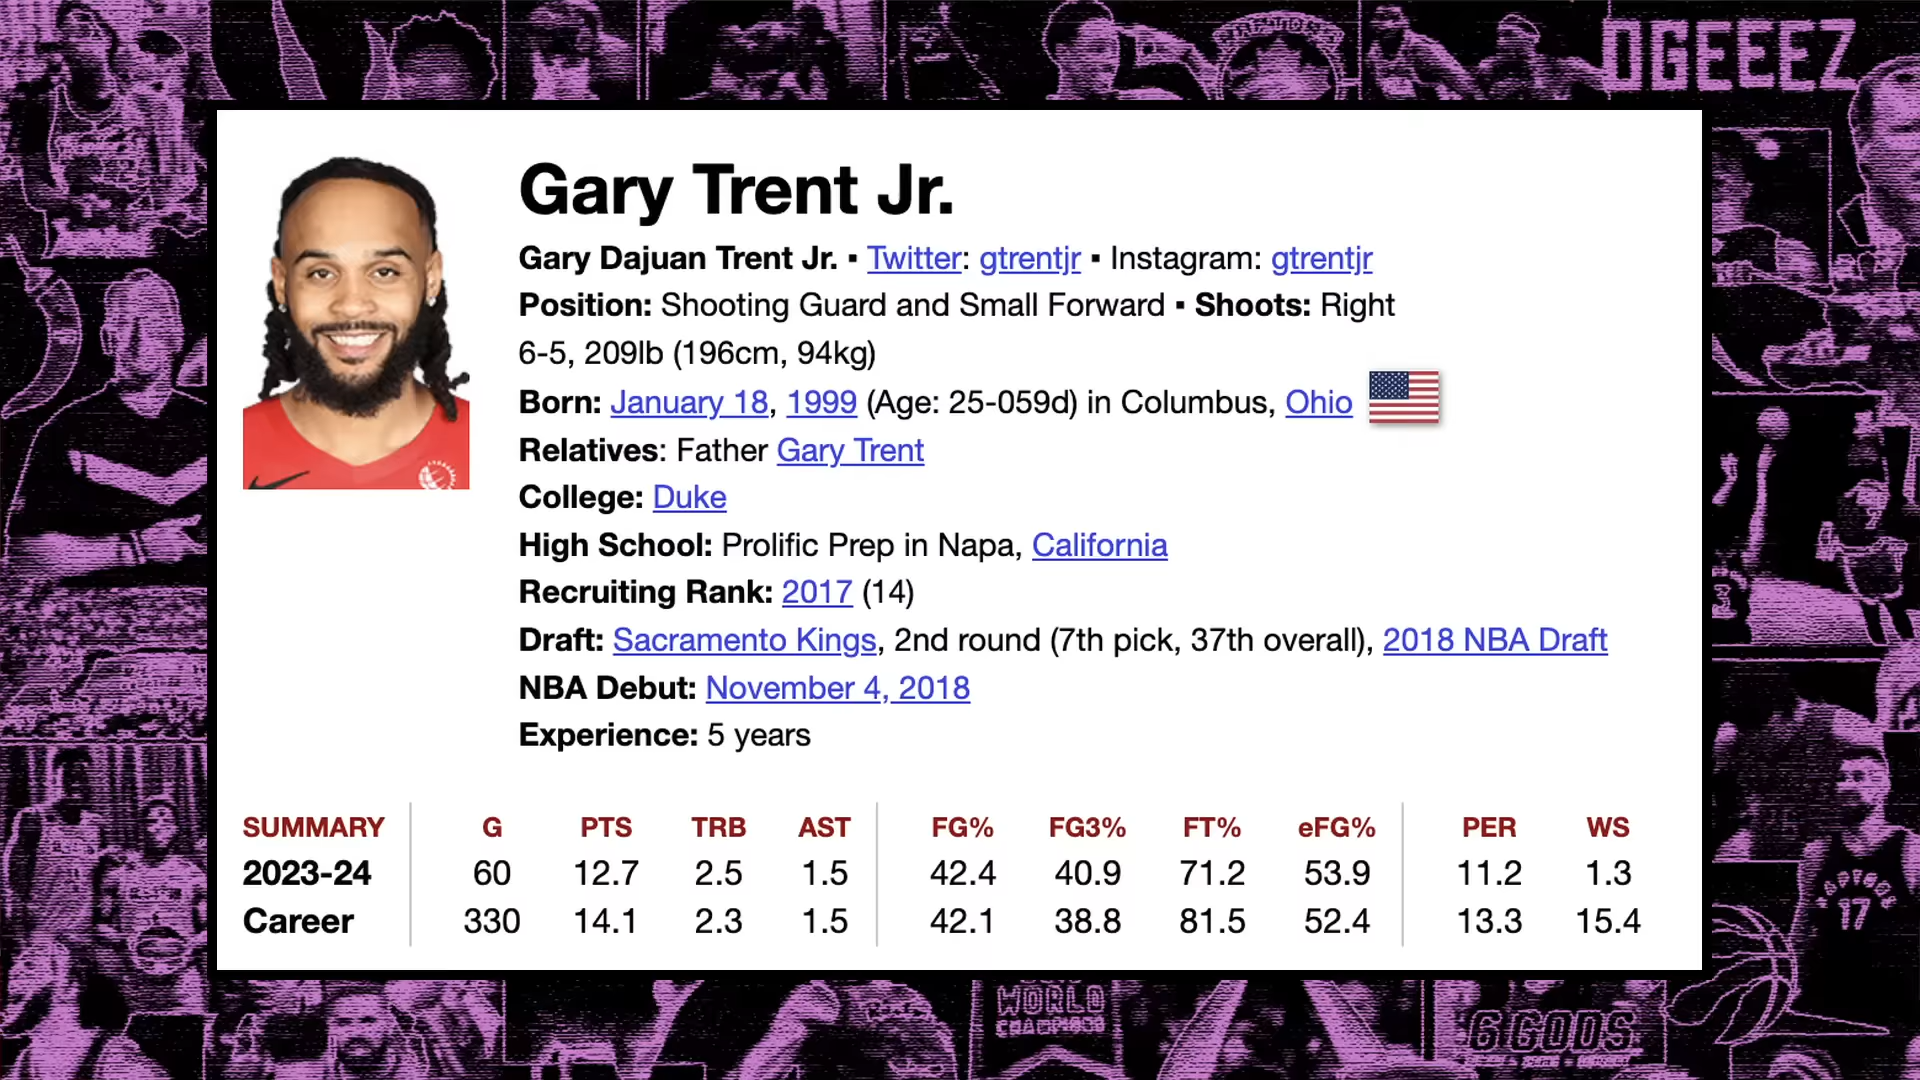 DGEEEZ
Gary Trent Jr.
Gary Dajuan Trent Jr. ▪ Twitter: gtrentjr ▪ Instagram: gtrentjr
Position: Shooting Guard and Small Forward ▪ Shoots: Right
6-5, 209lb (196cm, 94kg)
Born: January 18, 1999 (Age: 25-059d) in Columbus, Ohio
Relatives: Father Gary Trent
College: Duke
High School: Prolific Prep in Napa, California
Recruiting Rank: 2017 (14)
Draft: Sacramento Kings, 2nd round (7th pick, 37th overall), 2018 NBA Draft
NBA Debut: November 4, 2018
Experience: 5 years
SUMMARY G PTS TRB AST FG% FG3% FT% eFG% PER WS
2023-24 60 12.7 2.5 1.5 42.4 40.9 71.2 53.9 11.2 1.3
Career 330 14.1 2.3 1.5 42.1 38.8 81.5 52.4 13.3 15.4
17
WORLD
CHAMPIONS
6GODS